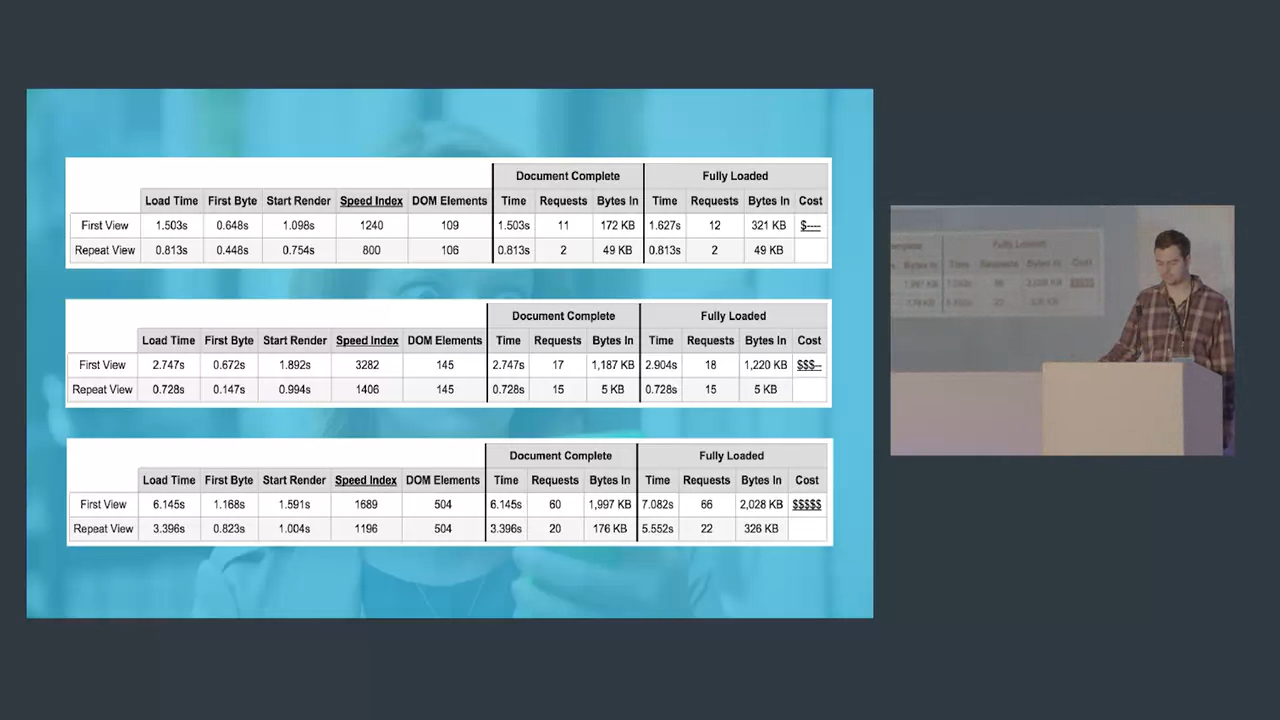 Document Complete Fully Loaded
Load Time First Byte Start Render Speed Index DOM Elements Time Requests Bytes In Time Requests Bytes In Cost
First View 1.503s 0.648s 1.098s 1240 109 1.503s 11 172 KB 1.627s 12 321 KB $----
Repeat View 0.813s 0.448s 0.754s 800 106 0.813s 2 49 KB 0.813s 2 49 KB
Document Complete Fully Loaded
Load Time First Byte Start Render Speed Index DOM Elements Time Requests Bytes In Time Requests Bytes In Cost
First View 2.747s 0.672s 1.892s 3282 145 2.747s 17 1,187 KB 2.904s 18 1,220 KB $$$--
Repeat View 0.728s 0.147s 0.994s 1406 145 0.728s 15 5 KB 0.728s 15 5 KB
Document Complete Fully Loaded
Load Time First Byte Start Render Speed Index DOM Elements Time Requests Bytes In Time Requests Bytes In Cost
First View 6.145s 1.168s 1.591s 1689 504 6.145s 60 1,997 KB 7.082s 66 2,028 KB $$$$$
Repeat View 3.396s 0.823s 1.004s 1196 504 3.396s 20 176 KB 5.552s 22 326 KB
Fully Loaded
Bytes In Time Requests Bytes In Cost